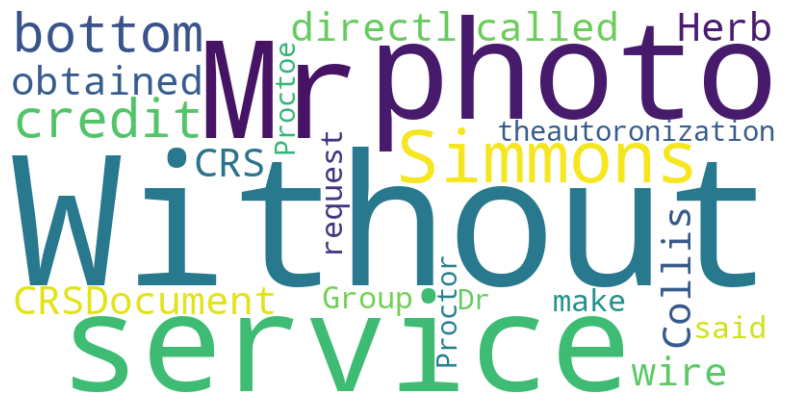 bottom
directl
called
Herb
obtained
Mr
Proctoe
photo
credit
theautoronization
CRS
request
Simmons
Without
Collis
CRSDocument
Group
Proctor
Dr
make
said
service
wire